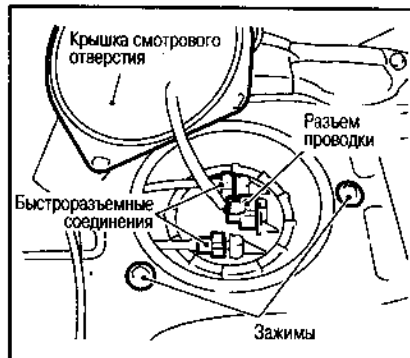 Крышка смотрового
отверстия
Разъем
проводки
Быстроразъемные
соединения
Зажимы